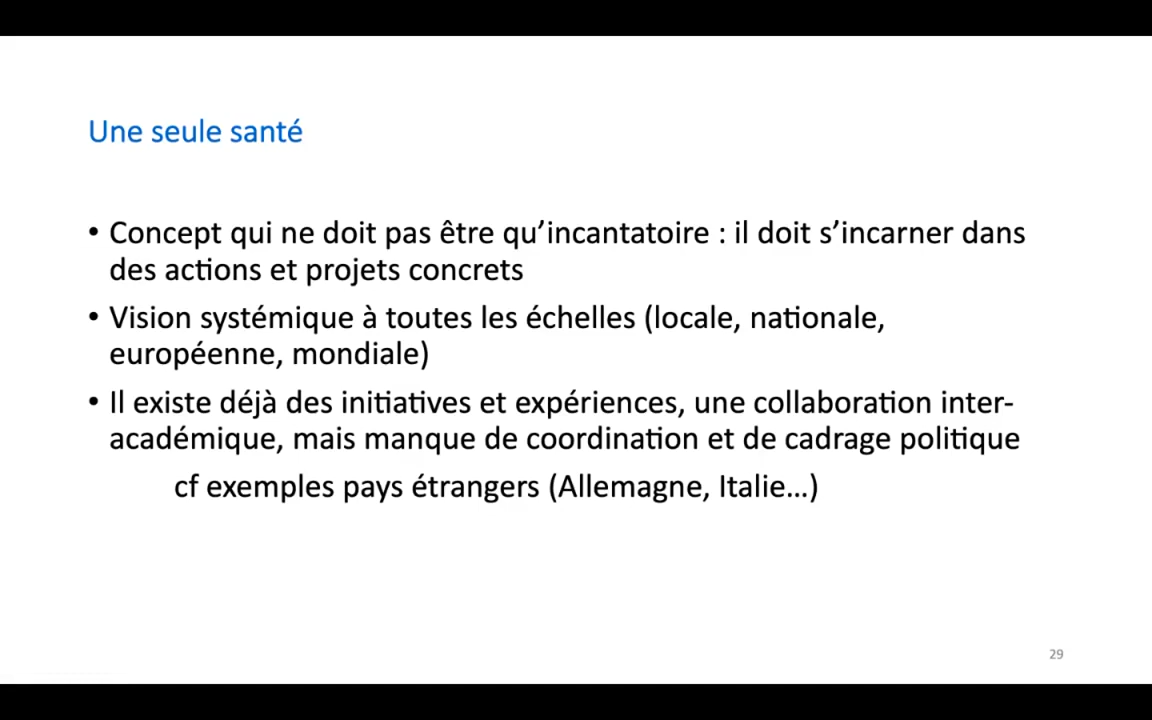 Une seule santé
• Concept qui ne doit pas être qu’incantatoire : il doit s’incarner dans
des actions et projets concrets
• Vision systémique à toutes les échelles (locale, nationale,
européenne, mondiale)
• Il existe déjà des initiatives et expériences, une collaboration inter-
académique, mais manque de coordination et de cadrage politique
cf exemples pays étrangers (Allemagne, Italie…)
29